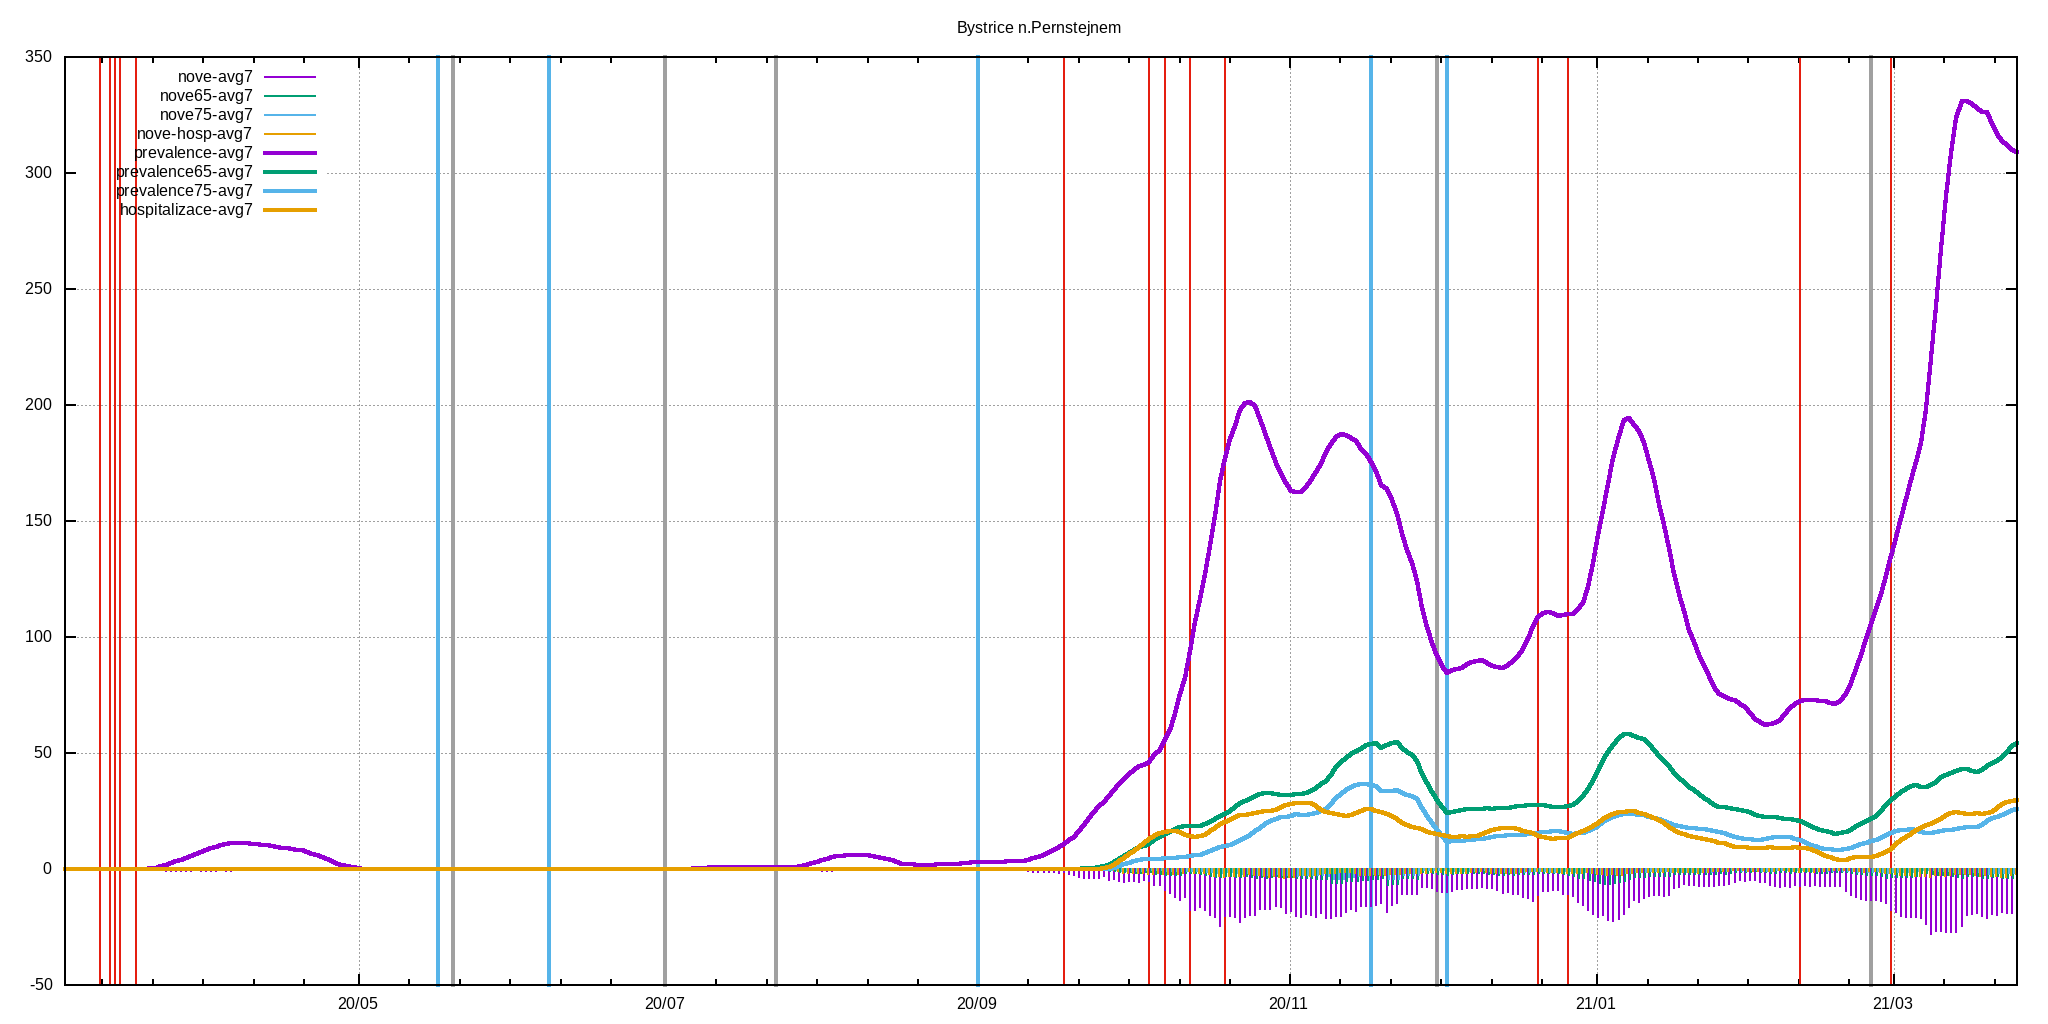 Bystrice n.Pernstejnem
350
300
250
200
150
100
50
0
-50
nove-avg7
nove65-avg7
nove75-avg7
nove-hosp-avg7
prevalence-avg7
prevalence65-avg7
prevalence75-avg7
hospitalizace-avg7
20/05 20/07 20/09 20/11 21/01 21/03